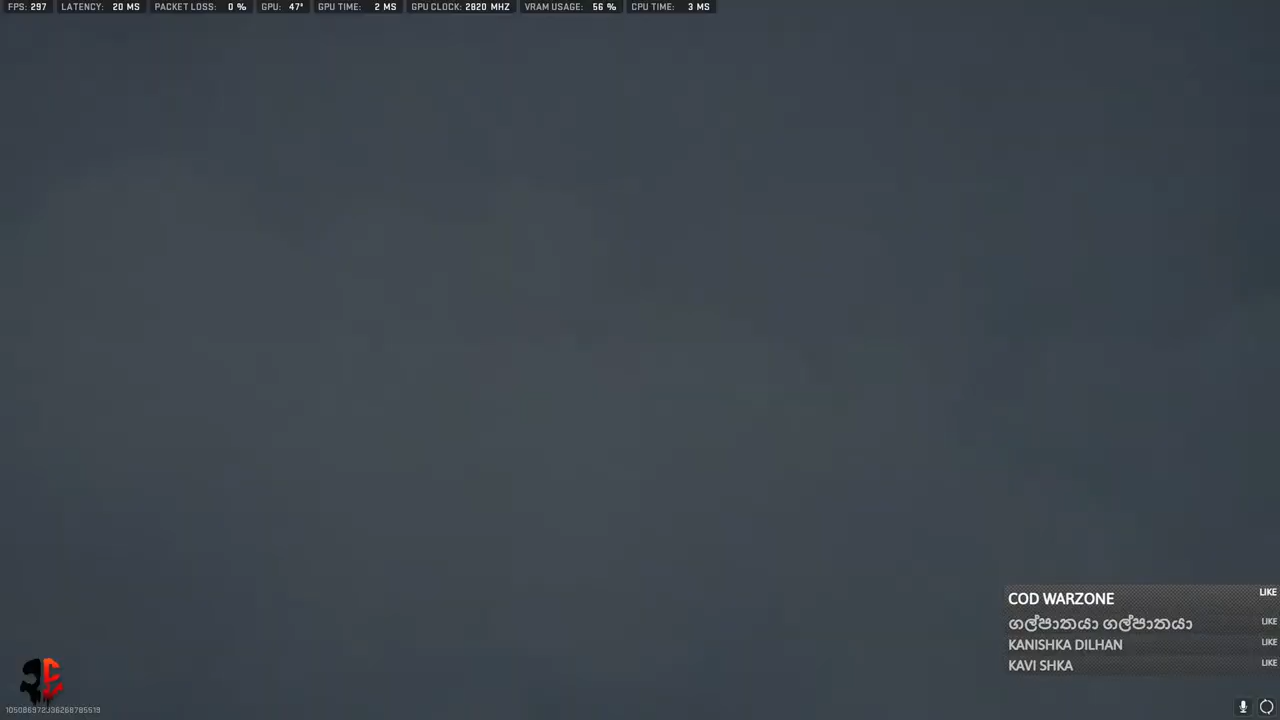 FPS: 297 LATENCY: 20 MS PACKET LOSS: 0 % GPU: 47° GPU TIME: 2 MS GPU CLOCK: 2820 MHZ VRAM USAGE: 56 % CPU TIME: 3 MS
COD WARZONE LIKE
ගල්පාතයා ගල්පාතයා LIKE
KANISHKA DILHAN LIKE
KAVI SHKA LIKE